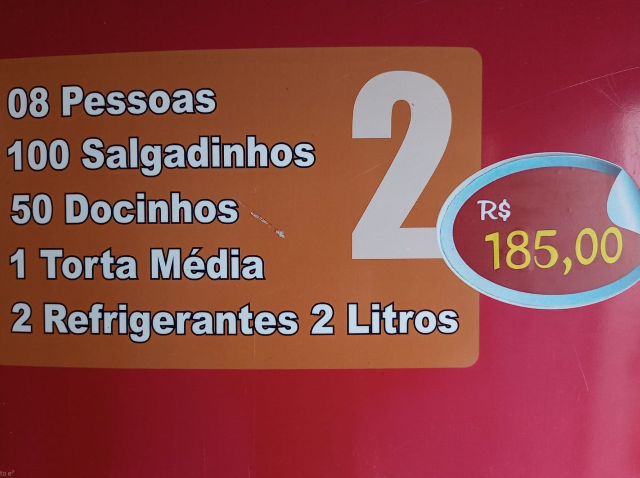 08 Pessoas
100 Salgadinhos
50 Docinhos
1 Torta Média
2 Refrigerantes 2 Litros
2
R$
185,00